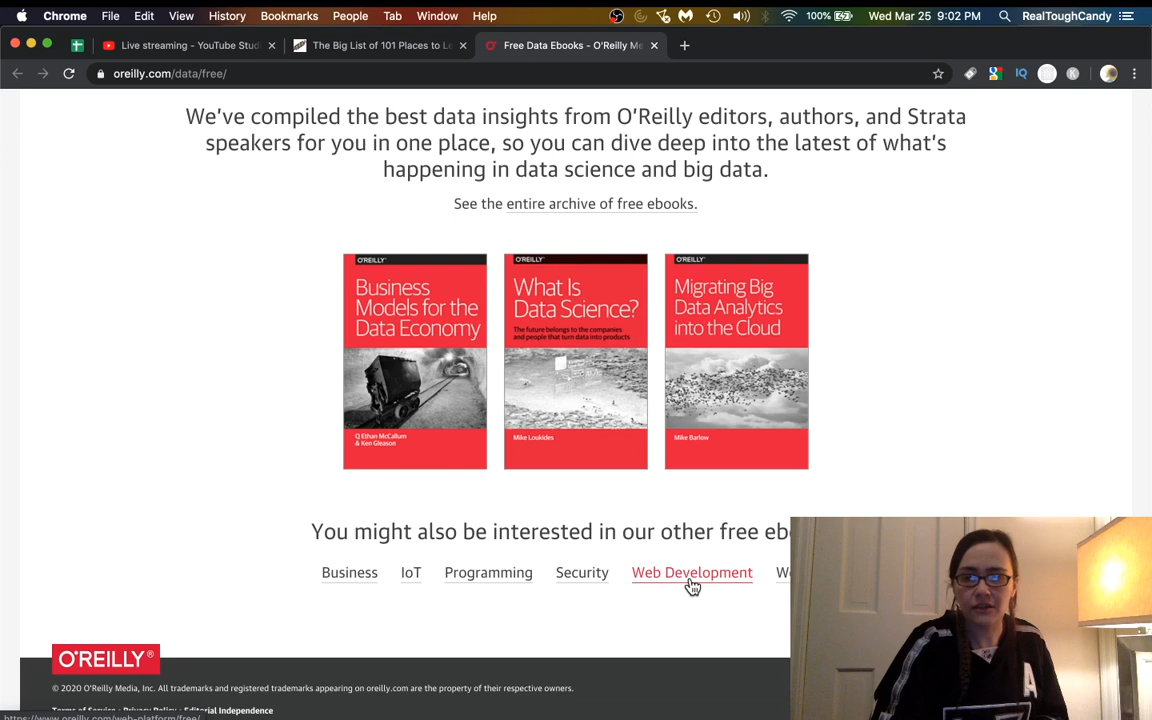 Chrome File Edit View History Bookmarks People Tab Window Help 100% Wed Mar 25 9:02 PM RealToughCandy
Live streaming - YouTube Stud
The Big List of 101 Places to Le
Free Data Ebooks - O'Reilly Me
oreilly.com/data/free/
IQ
We've compiled the best data insights from O'Reilly editors, authors, and Strata
speakers for you in one place, so you can dive deep into the latest of what's
happening in data science and big data.
See the entire archive of free ebooks.
O'REILLY®
Business
Models for the
Data Economy
Q Ethan McCallum
& Ken Gleason
O'REILLY®
What Is
Data Science?
The future belongs to the companies
and people that turn data into products
Mike Loukides
O'REILLY®
Migrating Big
Data Analytics
into the Cloud
Mike Barlow
You might also be interested in our other free eb
Business IoT Programming Security Web Development We
O'REILLY®
© 2020 O'Reilly Media, Inc. All trademarks and registered trademarks appearing on oreilly.com are the property of their respective owners.
Terms of Service • Privacy Policy • Editorial Independence
https://www.oreilly.com/web-platform/free/
A